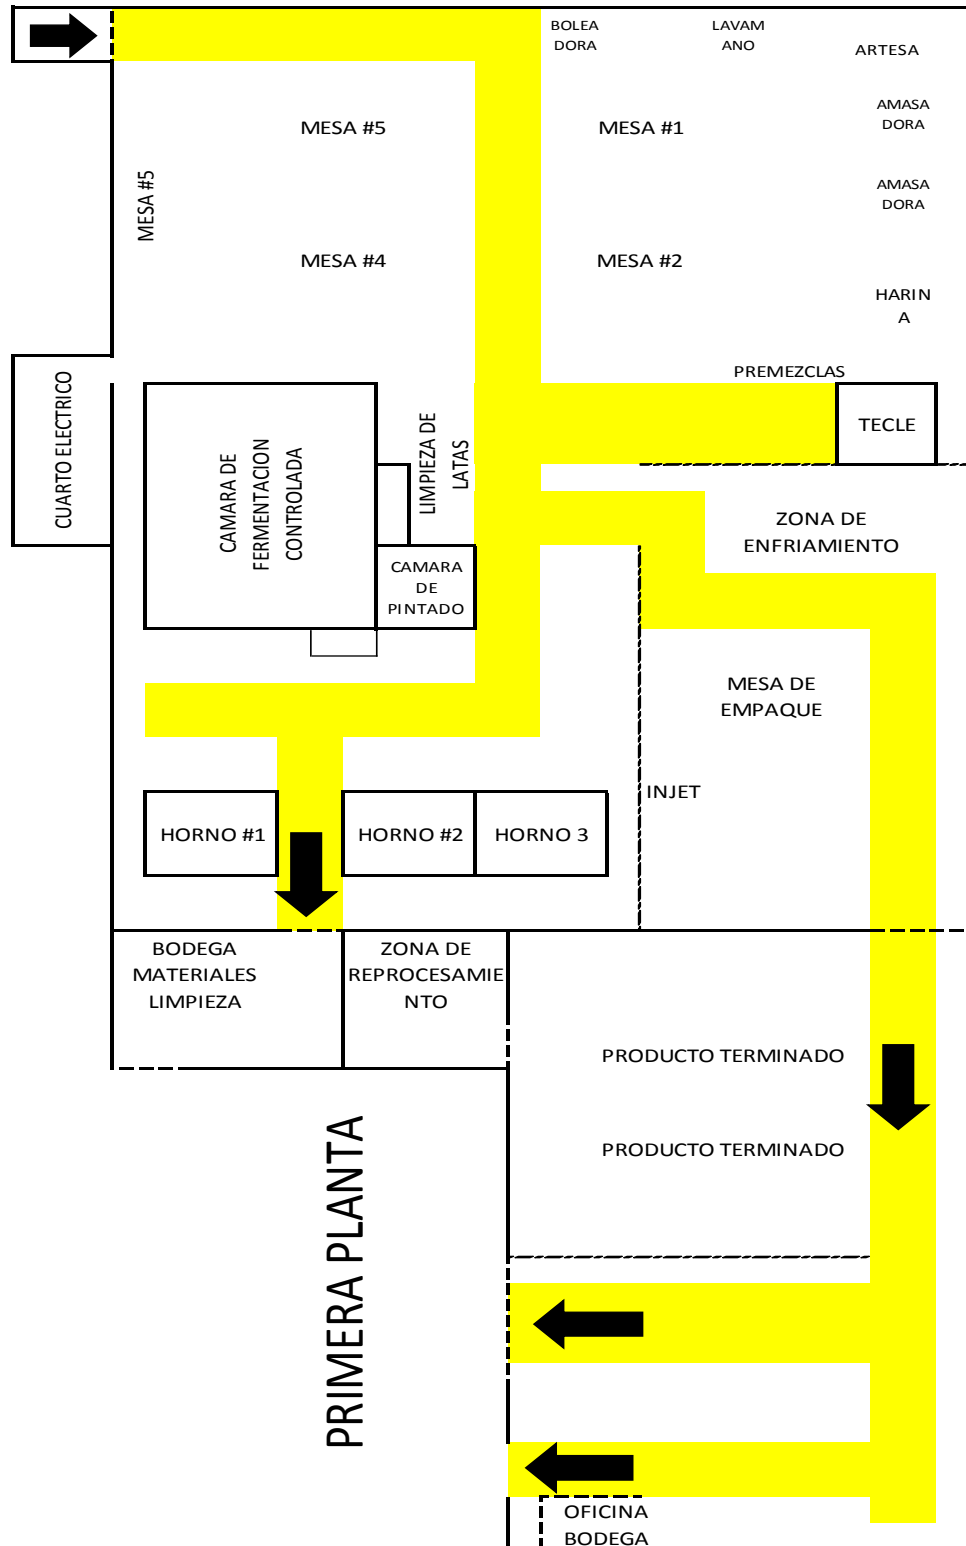 BOLEA
DORA
LAVAM
ANO
ARTESA
MESA #5
MESA #1
AMASA
DORA
MESA #5
AMASA
DORA
MESA #4
MESA #2
HARIN
A
PREMEZCLAS
TECLE
CUARTO ELECTRICO
CAMARA DE
FERMENTACION
CONTROLADA
LIMPIEZA DE
LATAS
ZONA DE
ENFRIAMIENTO
CAMARA
DE
PINTADO
MESA DE
EMPAQUE
INJET
HORNO #1
HORNO #2
HORNO 3
BODEGA
MATERIALES
LIMPIEZA
ZONA DE
REPROCESAMIE
NTO
PRODUCTO TERMINADO
PRODUCTO TERMINADO
PRIMERA PLANTA
OFICINA
BODEGA